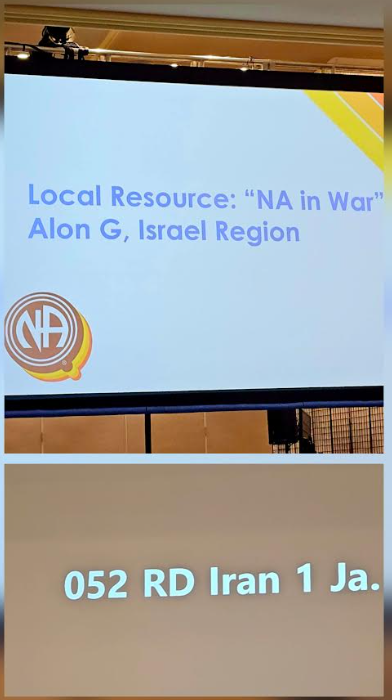 Local Resource: “NA in War”
Alon G, Israel Region
NA
052 RD Iran 1 Ja.